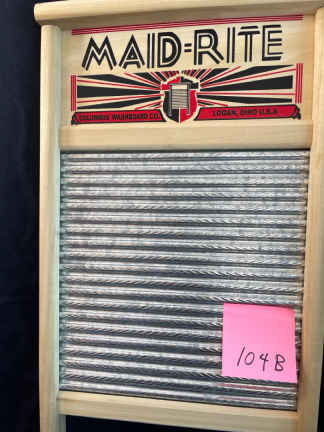 MAID-RITE
COLUMBUS WASHBOARD CO. LOGAN, OHIO U.S.A
104B